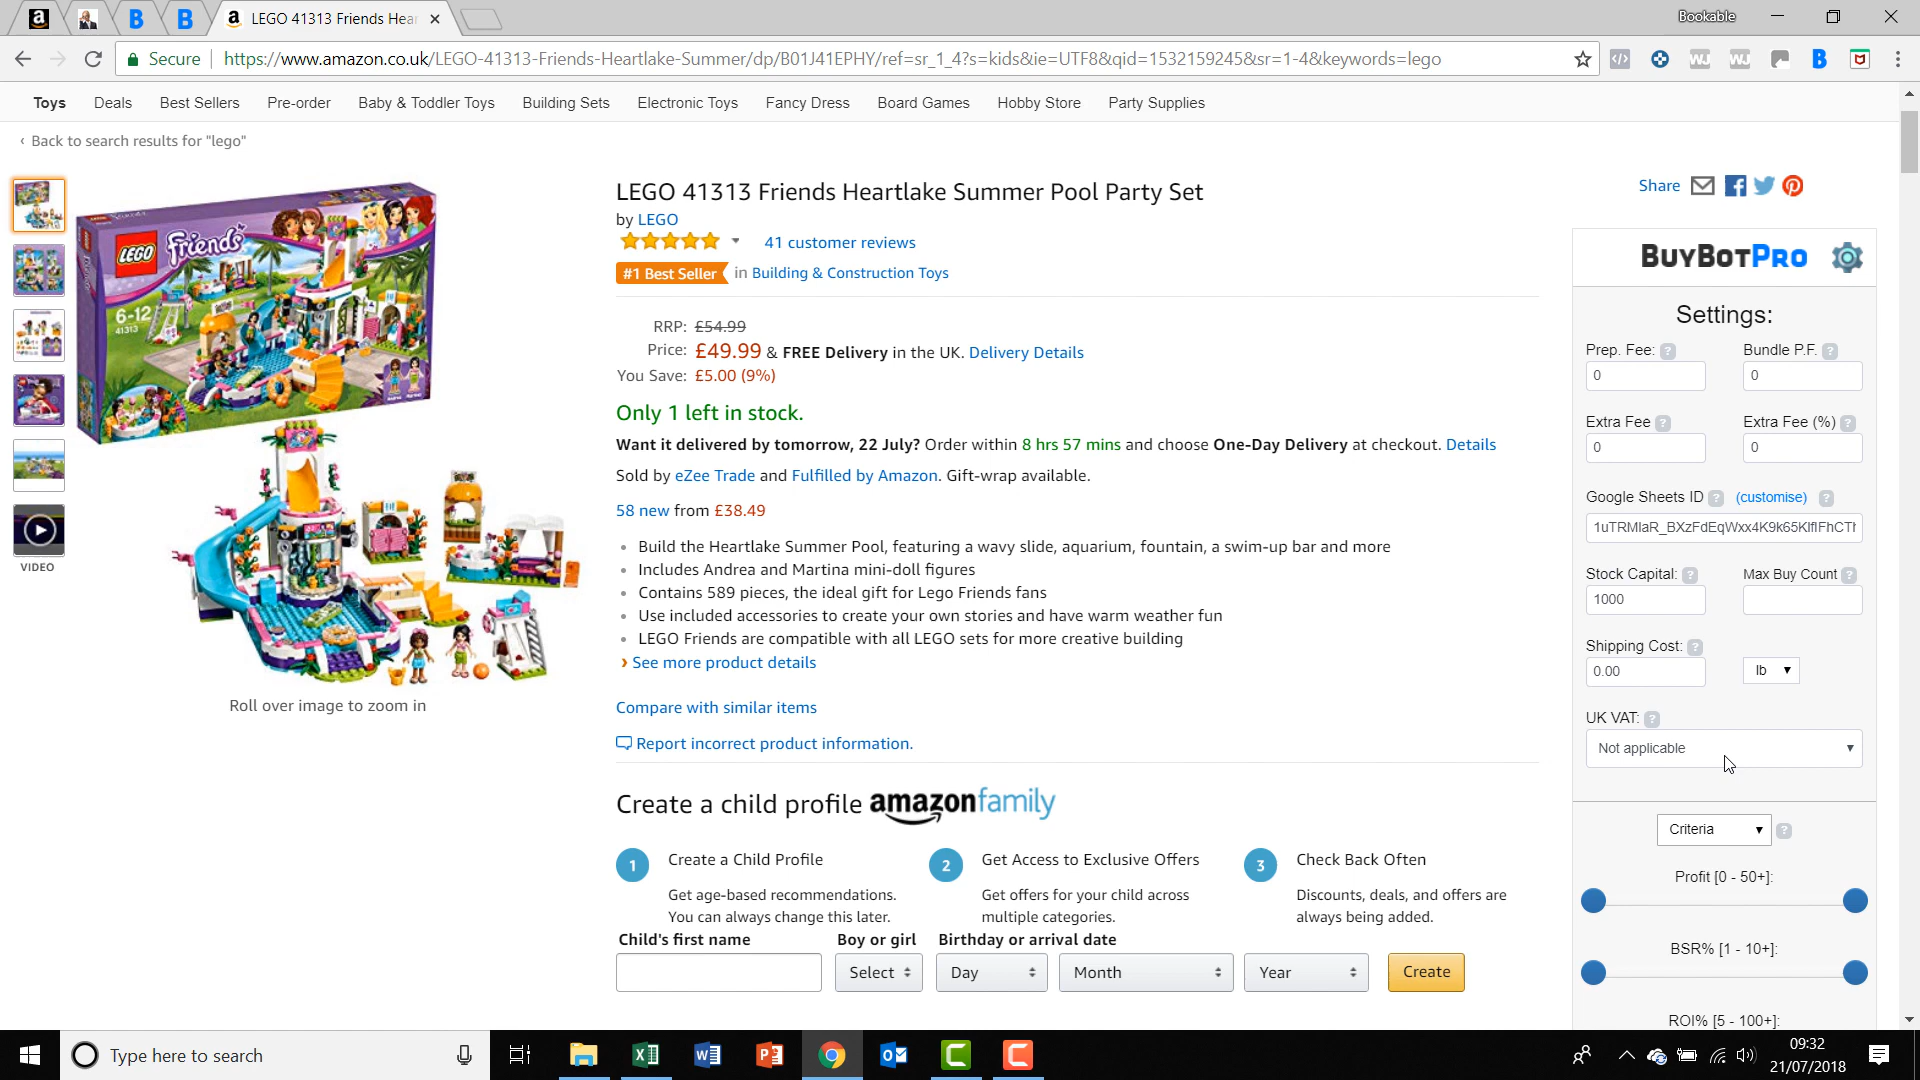 LEGO 41313 Friends Hea
Bookable
Secure
https://www.amazon.co.uk/LEGO-41313-Friends-Heartlake-Summer/dp/B01J41EPHY/ref=sr_1_4?s=kids&ie=UTF8&qid=1532159245&sr=1-4&keywords=lego
Toys Deals Best Sellers Pre-order Baby & Toddler Toys Building Sets Electronic Toys Fancy Dress Board Games Hobby Store Party Supplies
‹ Back to search results for "lego"
LEGO
Friends
6-12
41313
VIDEO
Roll over image to zoom in
LEGO 41313 Friends Heartlake Summer Pool Party Set
by LEGO
41 customer reviews
#1 Best Seller in Building & Construction Toys
RRP: £54.99
Price: £49.99 & FREE Delivery in the UK. Delivery Details
You Save: £5.00 (9%)
Only 1 left in stock.
Want it delivered by tomorrow, 22 July? Order within 8 hrs 57 mins and choose One-Day Delivery at checkout. Details
Sold by eZee Trade and Fulfilled by Amazon. Gift-wrap available.
58 new from £38.49
• Build the Heartlake Summer Pool, featuring a wavy slide, aquarium, fountain, a swim-up bar and more
• Includes Andrea and Martina mini-doll figures
• Contains 589 pieces, the ideal gift for Lego Friends fans
• Use included accessories to create your own stories and have warm weather fun
• LEGO Friends are compatible with all LEGO sets for more creative building
› See more product details
Compare with similar items
Report incorrect product information.
Create a child profile amazonfamily
1 Create a Child Profile
Get age-based recommendations.
You can always change this later.
2 Get Access to Exclusive Offers
Get offers for your child across
multiple categories.
3 Check Back Often
Discounts, deals, and offers are
always being added.
Child's first name Boy or girl Birthday or arrival date
Select Day Month Year Create
Share
BUYBOTPRO
Settings:
Prep. Fee: ? Bundle P.F. ?
0 0
Extra Fee ? Extra Fee (%) ?
0 0
Google Sheets ID ? (customise) ?
Stock Capital: ? Max Buy Count ?
1000
Shipping Cost: ?
0.00 lb
UK VAT: ?
Not applicable
Criteria ?
Profit [0 - 50+]:
BSR% [1 - 10+]:
ROI% [5 - 100+]:
Type here to search
09:32
21/07/2018